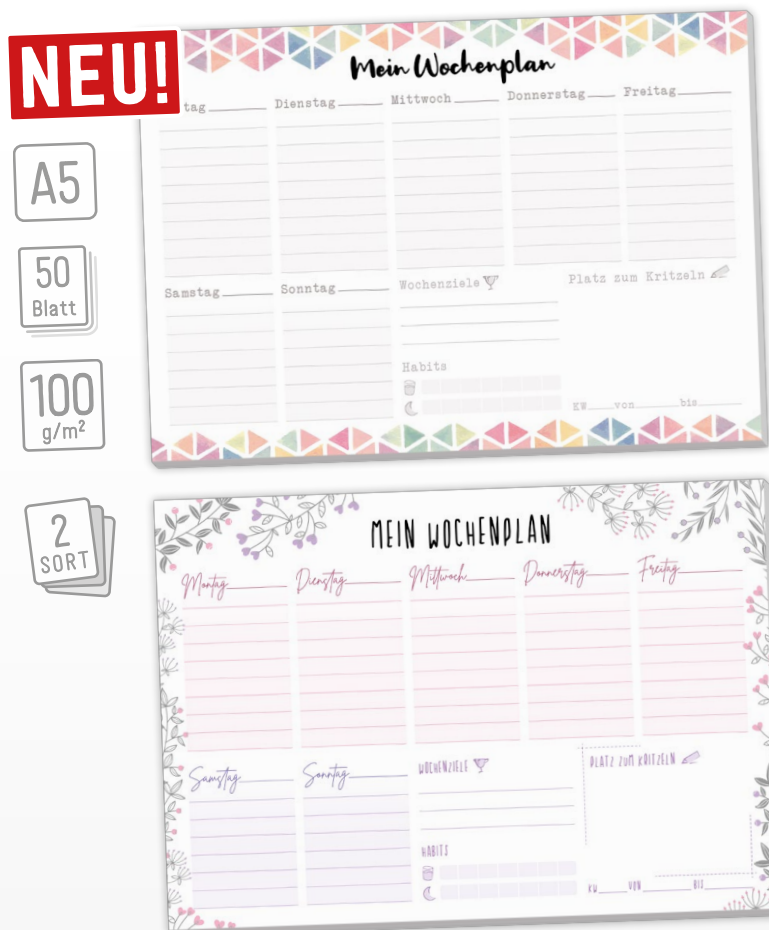 NEU!
A5
50
Blatt
100
g/m²
2
SORT
Mein Wochenplan
tag Dienstag Mittwoch Donnerstag Freitag
Samstag Sonntag Wochenziele Platz zum Kritzeln
Habits
KW von bis
MEIN WOCHENPLAN
Montag Dienstag Mittwoch Donnerstag Freitag
Samstag Sonntag WOCHENZIELE PLATZ ZUM KRITZELN
HABITS
KW VON BIS